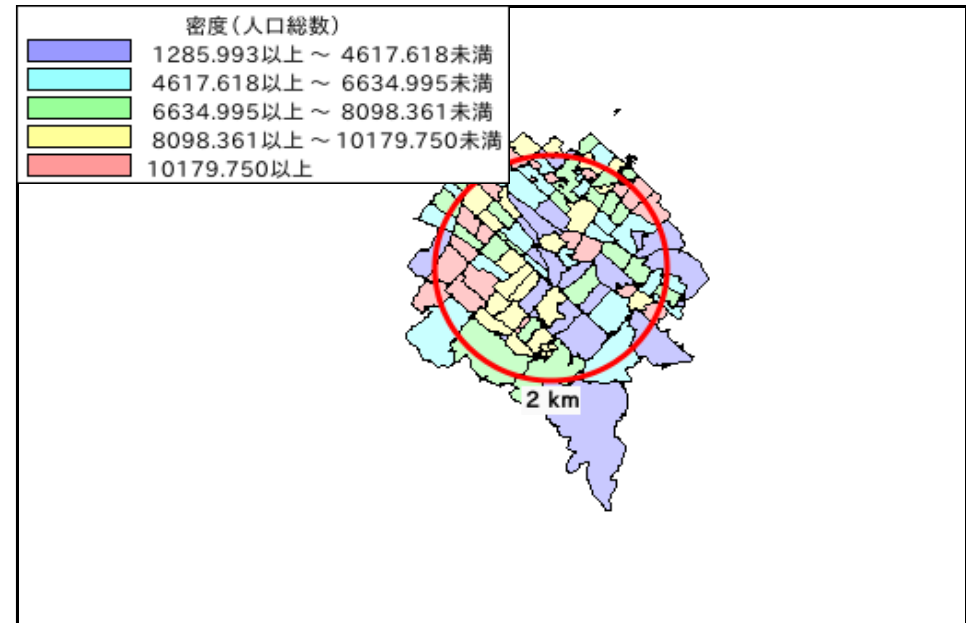 密度(人口総数)
1285.993以上 ～ 4617.618未満
4617.618以上 ～ 6634.995未満
6634.995以上 ～ 8098.361未満
8098.361以上 ～ 10179.750未満
10179.750以上
2 km